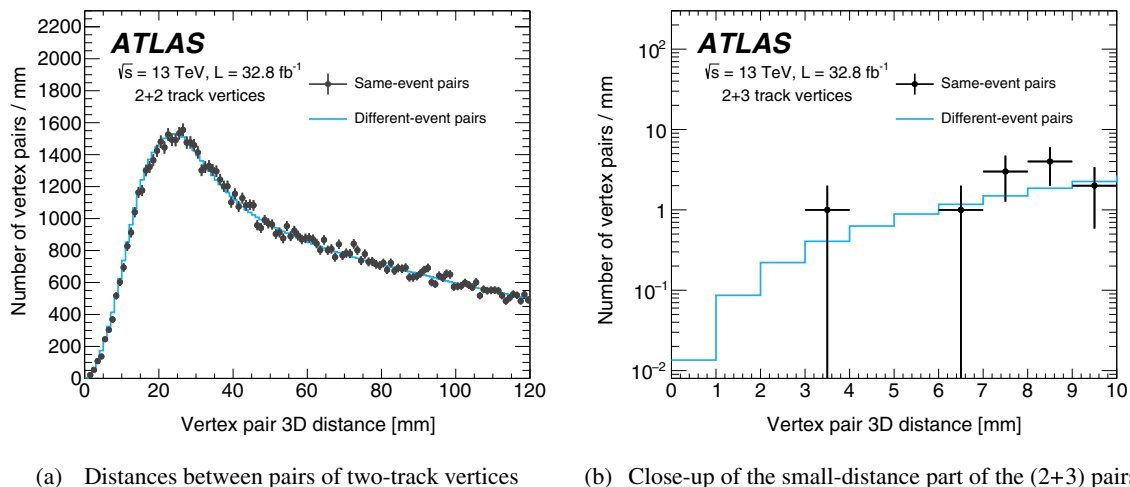 Number of vertex pairs / mm
2200
2000
1800
1600
1400
1200
1000
800
600
400
200
0
ATLAS
√s = 13 TeV, L = 32.8 fb⁻¹
2+2 track vertices
Same-event pairs
Different-event pairs
0 20 40 60 80 100 120
Vertex pair 3D distance [mm]
(a) Distances between pairs of two-track vertices
Number of vertex pairs / mm
10²
10
1
10⁻¹
10⁻²
ATLAS
√s = 13 TeV, L = 32.8 fb⁻¹
2+3 track vertices
Same-event pairs
Different-event pairs
0 1 2 3 4 5 6 7 8 9 10
Vertex pair 3D distance [mm]
(b) Close-up of the small-distance part of the (2+3) pairs